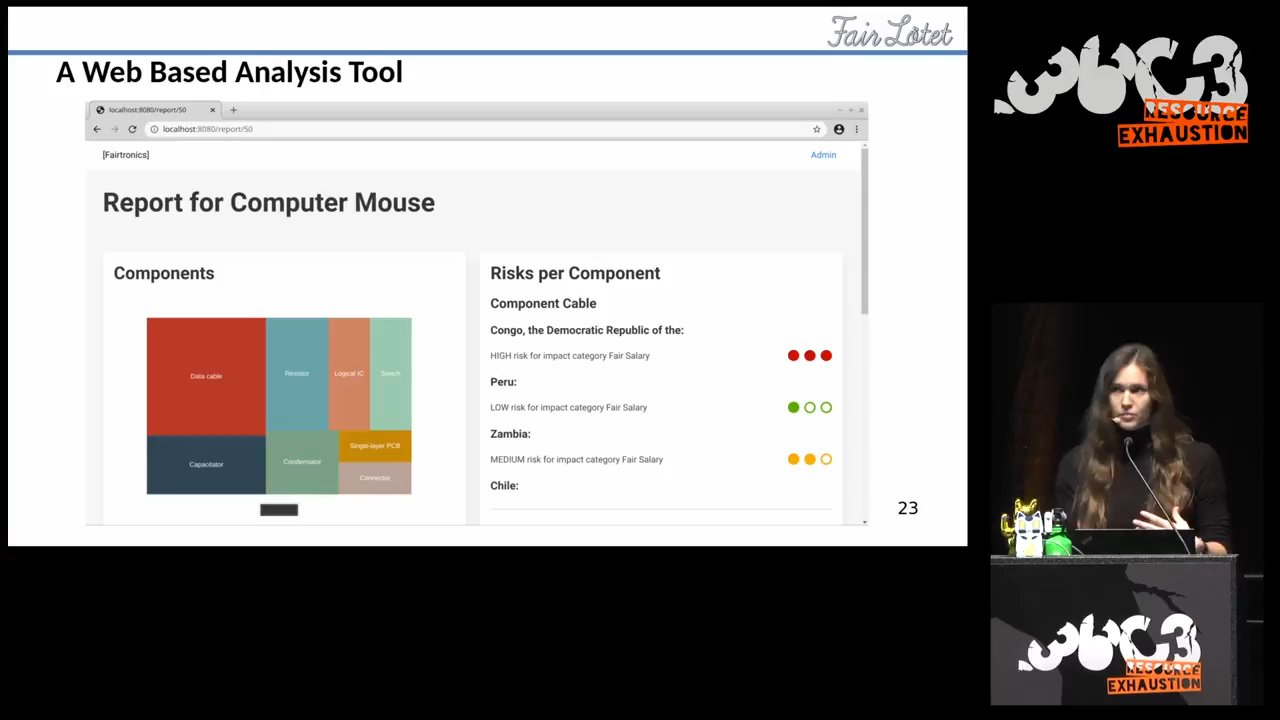 Fair Lötet
A Web Based Analysis Tool
localhost:8080/report/50
localhost:8080/report/50
[Fairtronics]
Admin
Report for Computer Mouse
Components
Data cable
Resistor
Logical IC
Switch
Capacitator
Condensator
Single-layer PCB
Connector
Risks per Component
Component Cable
Congo, the Democratic Republic of the:
HIGH risk for impact category Fair Salary
Peru:
LOW risk for impact category Fair Salary
Zambia:
MEDIUM risk for impact category Fair Salary
Chile:
23
36C3
RESOURCE
EXHAUSTION
36C3
RESOURCE
EXHAUSTION